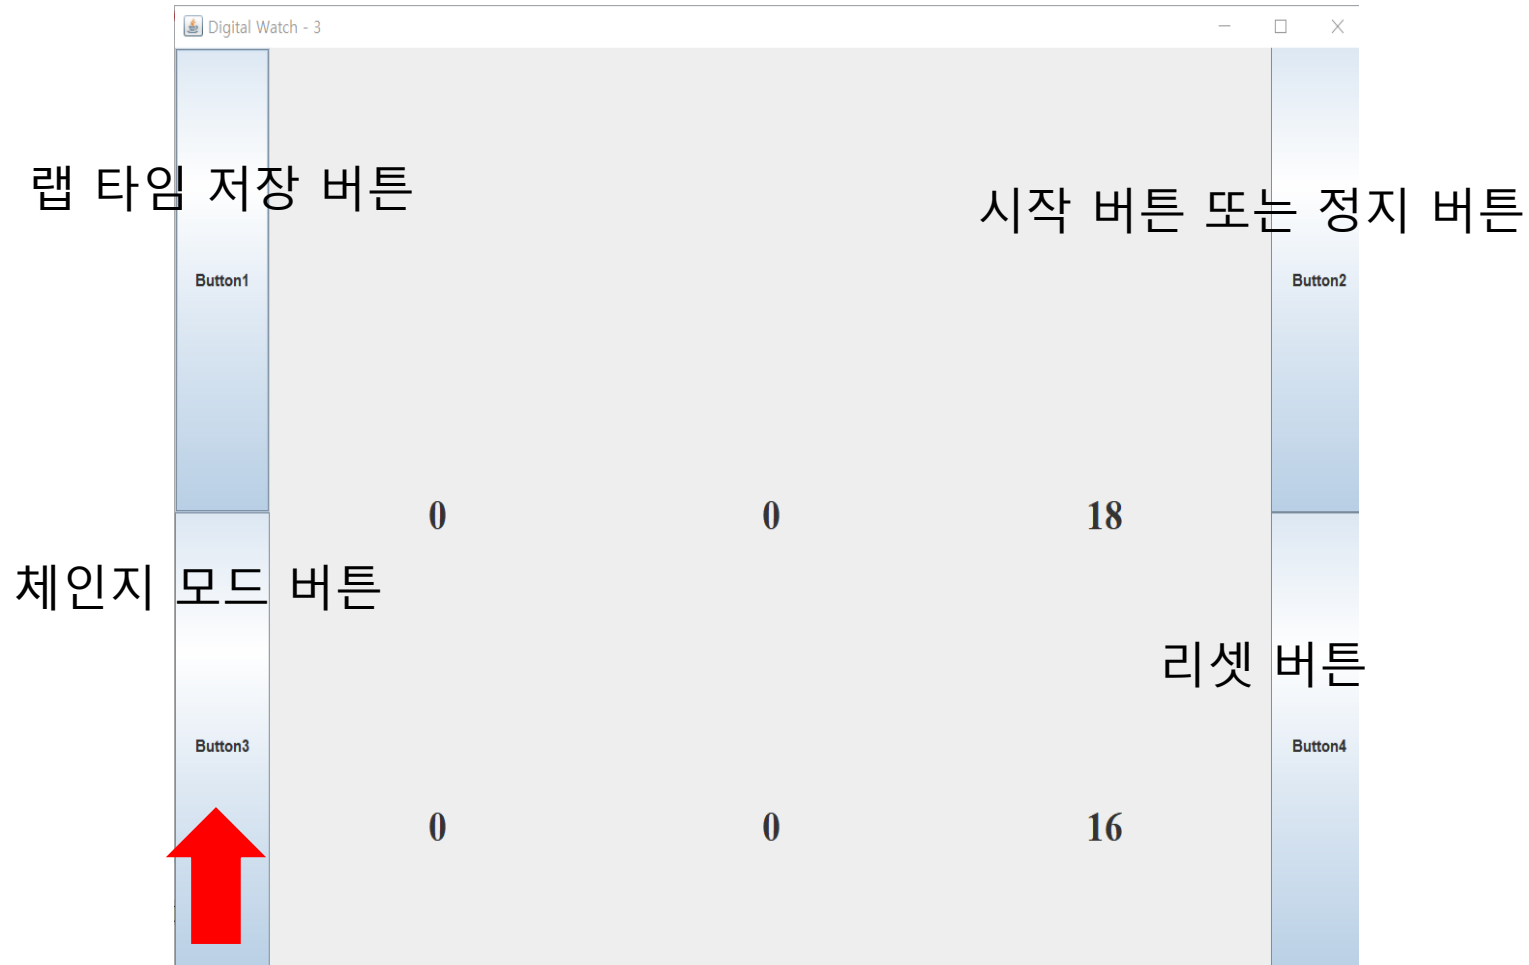 Digital Watch - 3
랩 타임 저장 버튼
시작 버튼 또는 정지 버튼
Button1
Button2
0 0 18
체인지 모드 버튼
리셋 버튼
Button3
Button4
0 0 16